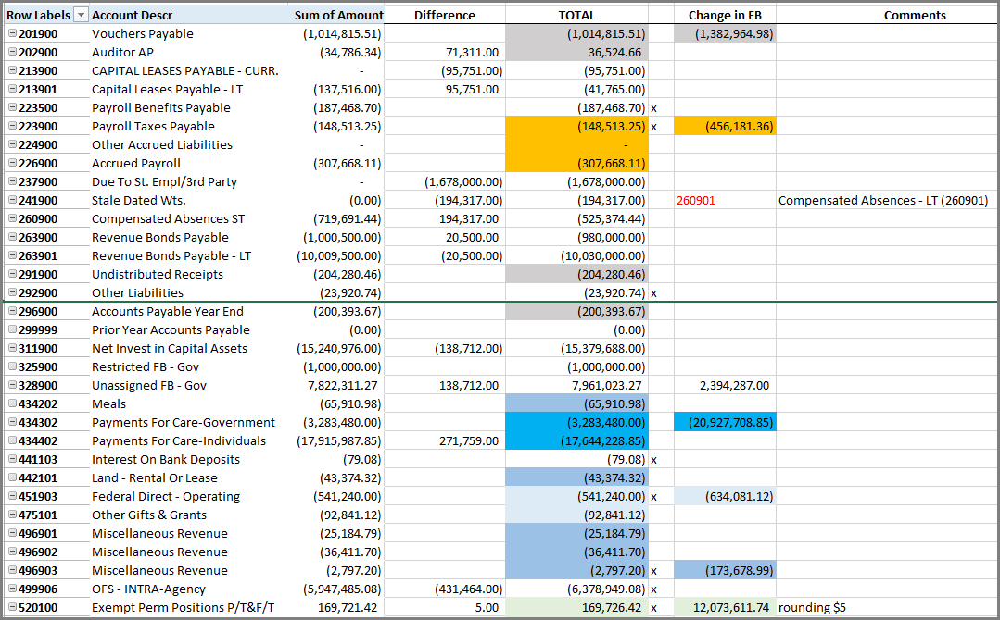 Row Labels Account Descr Sum of Amount Difference TOTAL Change in FB Comments
201900 Vouchers Payable (1,014,815.51) (1,014,815.51) (1,382,964.98)
202900 Auditor AP (34,786.34) 71,311.00 36,524.66
213900 CAPITAL LEASES PAYABLE - CURR. - (95,751.00) (95,751.00)
213901 Capital Leases Payable - LT (137,516.00) 95,751.00 (41,765.00)
223500 Payroll Benefits Payable (187,468.70) (187,468.70) x
223900 Payroll Taxes Payable (148,513.25) (148,513.25) x (456,181.36)
224900 Other Accrued Liabilities - -
226900 Accrued Payroll (307,668.11) (307,668.11)
237900 Due To St. Empl/3rd Party - (1,678,000.00) (1,678,000.00)
241900 Stale Dated Wts. (0.00) (194,317.00) (194,317.00) 260901 Compensated Absences - LT (260901)
260900 Compensated Absences ST (719,691.44) 194,317.00 (525,374.44)
263900 Revenue Bonds Payable (1,000,500.00) 20,500.00 (980,000.00)
263901 Revenue Bonds Payable - LT (10,009,500.00) (20,500.00) (10,030,000.00)
291900 Undistributed Receipts (204,280.46) (204,280.46)
292900 Other Liabilities (23,920.74) (23,920.74) x
296900 Accounts Payable Year End (200,393.67) (200,393.67)
299999 Prior Year Accounts Payable (0.00) (0.00)
311900 Net Invest in Capital Assets (15,240,976.00) (138,712.00) (15,379,688.00)
325900 Restricted FB - Gov (1,000,000.00) (1,000,000.00)
328900 Unassigned FB - Gov 7,822,311.27 138,712.00 7,961,023.27 2,394,287.00
434202 Meals (65,910.98) (65,910.98)
434302 Payments For Care-Government (3,283,480.00) (3,283,480.00) (20,927,708.85)
434402 Payments For Care-Individuals (17,915,987.85) 271,759.00 (17,644,228.85)
441103 Interest On Bank Deposits (79.08) (79.08) x
442101 Land - Rental Or Lease (43,374.32) (43,374.32)
451903 Federal Direct - Operating (541,240.00) (541,240.00) x (634,081.12)
475101 Other Gifts & Grants (92,841.12) (92,841.12)
496901 Miscellaneous Revenue (25,184.79) (25,184.79)
496902 Miscellaneous Revenue (36,411.70) (36,411.70)
496903 Miscellaneous Revenue (2,797.20) (2,797.20) x (173,678.99)
499906 OFS - INTRA-Agency (5,947,485.08) (431,464.00) (6,378,949.08) x
520100 Exempt Perm Positions P/T&F/T 169,721.42 5.00 169,726.42 x 12,073,611.74 rounding $5